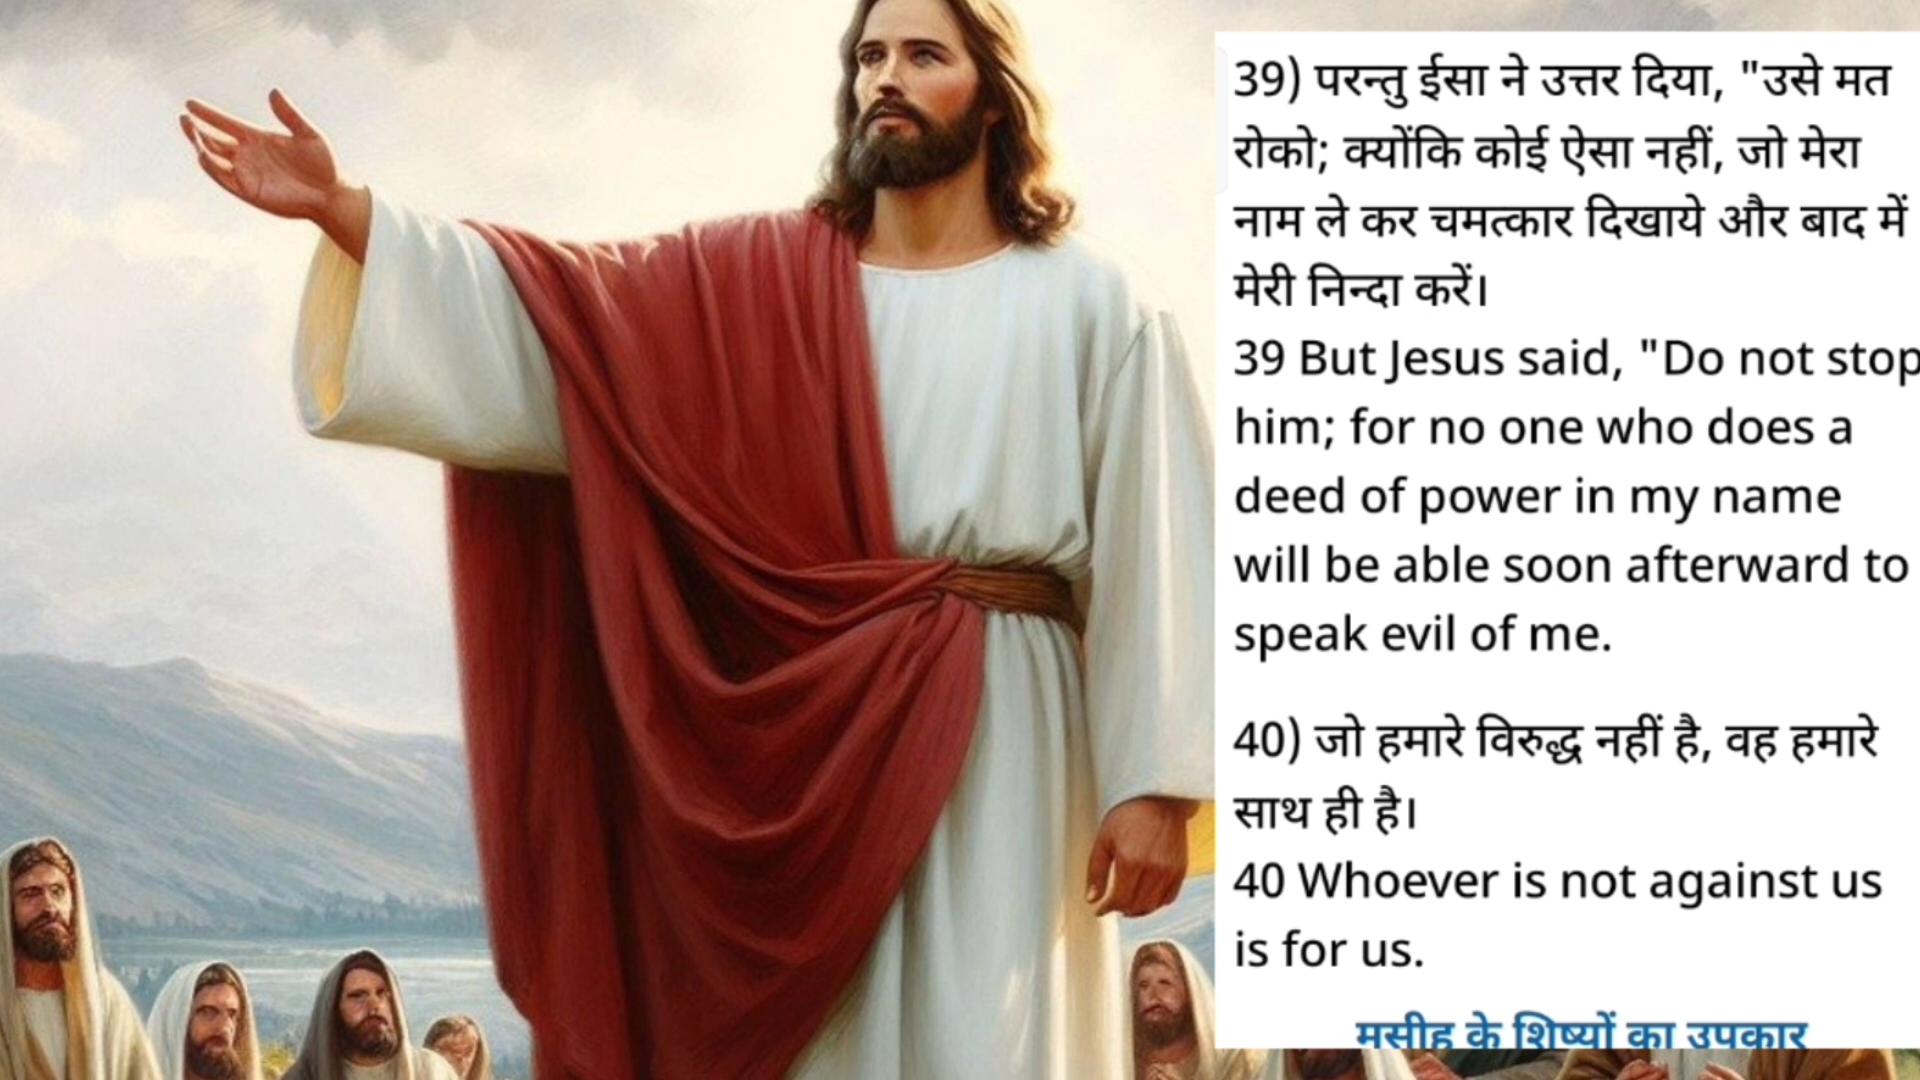 39) परन्तु ईसा ने उत्तर दिया, "उसे मत
रोको; क्योंकि कोई ऐसा नहीं, जो मेरा
नाम ले कर चमत्कार दिखाये और बाद में
मेरी निन्दा करें।
39 But Jesus said, "Do not stop
him; for no one who does a
deed of power in my name
will be able soon afterward to
speak evil of me.
40) जो हमारे विरुद्ध नहीं है, वह हमारे
साथ ही है।
40 Whoever is not against us
is for us.
मसीह के शिष्यों का उपकार